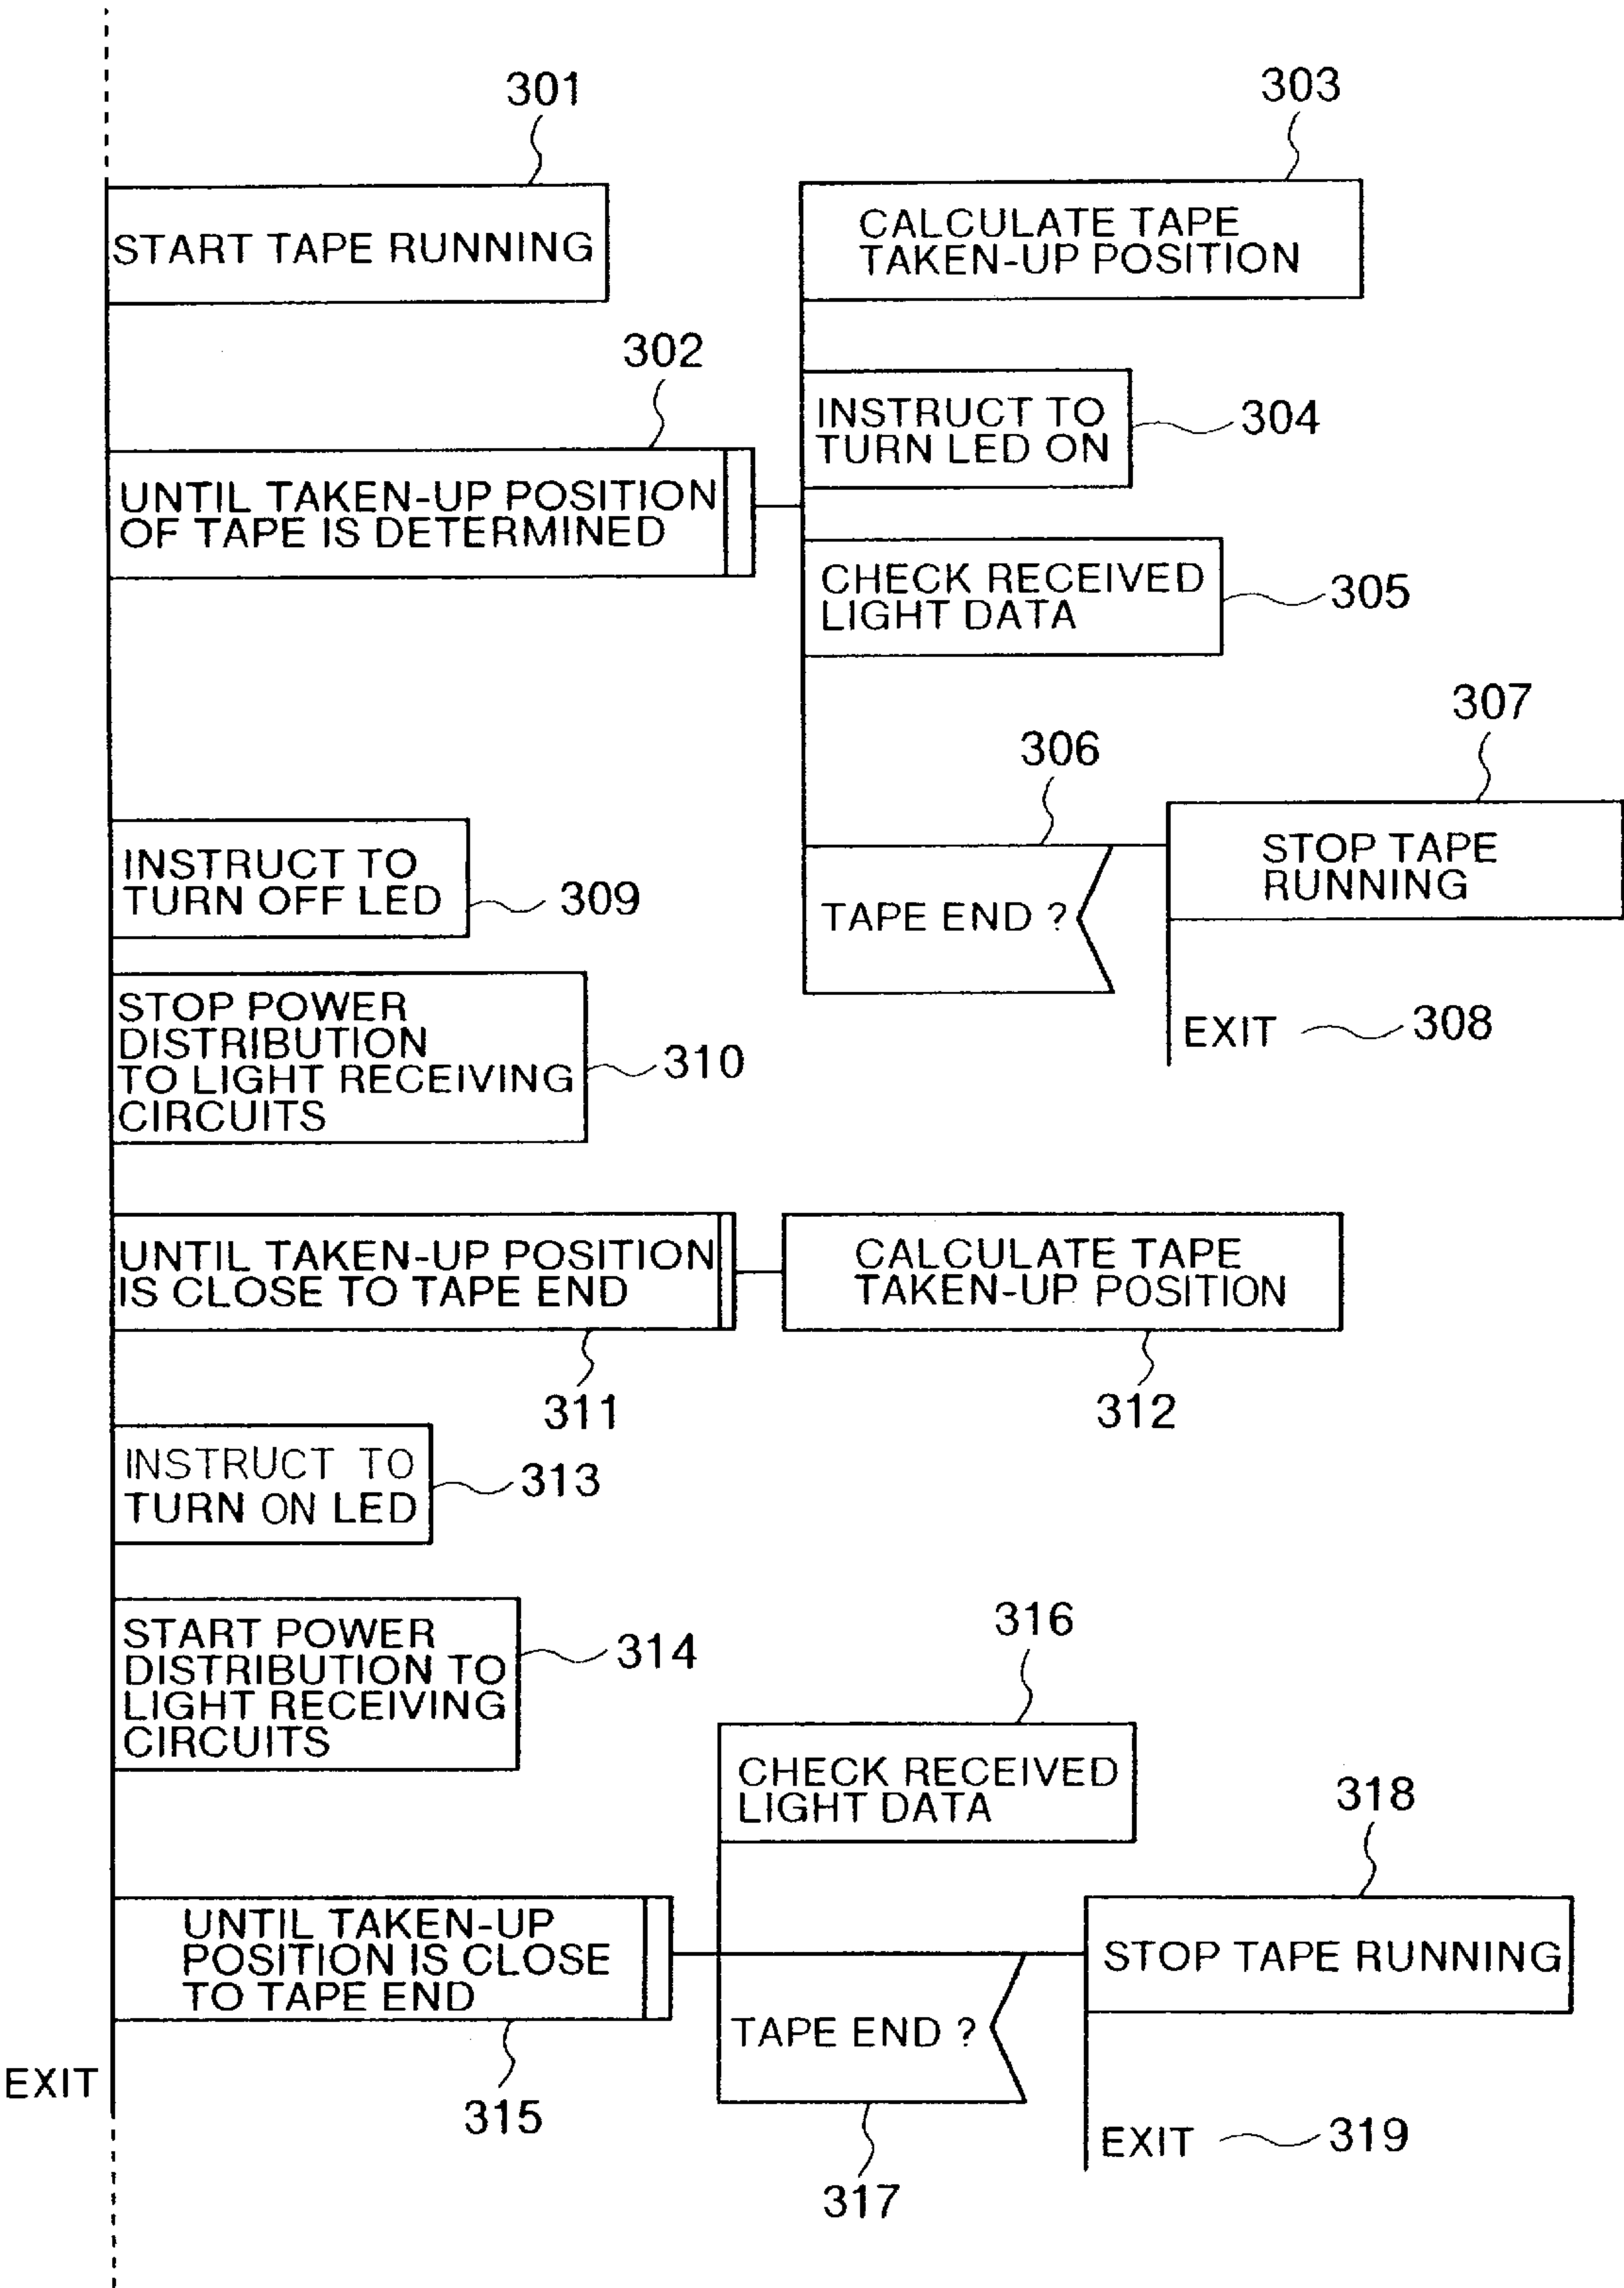 301
START TAPE RUNNING
303
CALCULATE TAPE
TAKEN-UP POSITION
302
UNTIL TAKEN-UP POSITION
OF TAPE IS DETERMINED
INSTRUCT TO
TURN LED ON
304
CHECK RECEIVED
LIGHT DATA
305
306
TAPE END ?
307
STOP TAPE
RUNNING
EXIT
308
INSTRUCT TO
TURN OFF LED
309
STOP POWER
DISTRIBUTION
TO LIGHT RECEIVING
CIRCUITS
310
UNTIL TAKEN-UP POSITION
IS CLOSE TO TAPE END
311
CALCULATE TAPE
TAKEN-UP POSITION
312
INSTRUCT TO
TURN ON LED
313
START POWER
DISTRIBUTION TO
LIGHT RECEIVING
CIRCUITS
314
UNTIL TAKEN-UP
POSITION IS CLOSE
TO TAPE END
315
316
CHECK RECEIVED
LIGHT DATA
TAPE END ?
317
318
STOP TAPE RUNNING
EXIT
319
EXIT